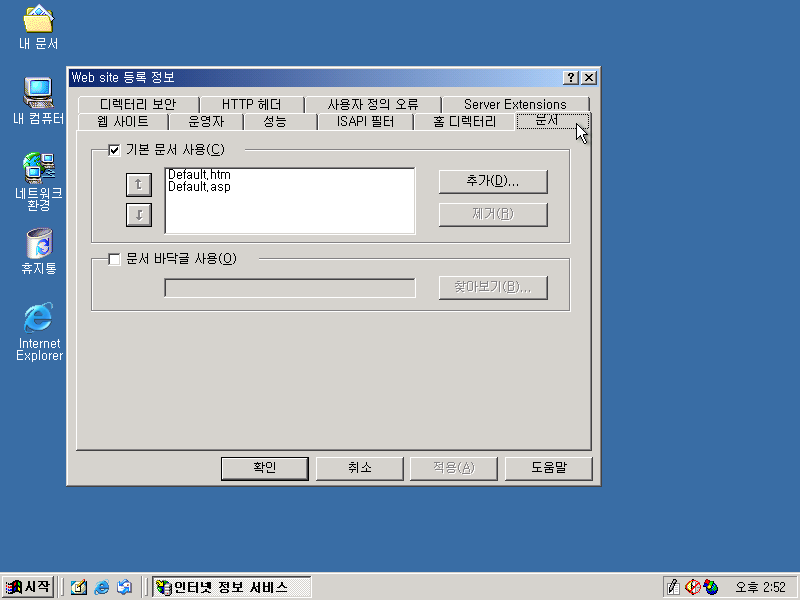 내 문서
내 컴퓨터
네트워크
환경
휴지통
Internet
Explorer
Web site 등록 정보
디렉터리 보안
HTTP 헤더
사용자 정의 오류
Server Extensions
웹 사이트
운영자
성능
ISAPI 필터
홈 디렉터리
문서
기본 문서 사용(C)
Default.htm
Default.asp
추가(D)...
제거(R)
문서 바닥글 사용(O)
찾아보기(B)...
확인
취소
적용(A)
도움말
시작
인터넷 정보 서비스
오후 2:52